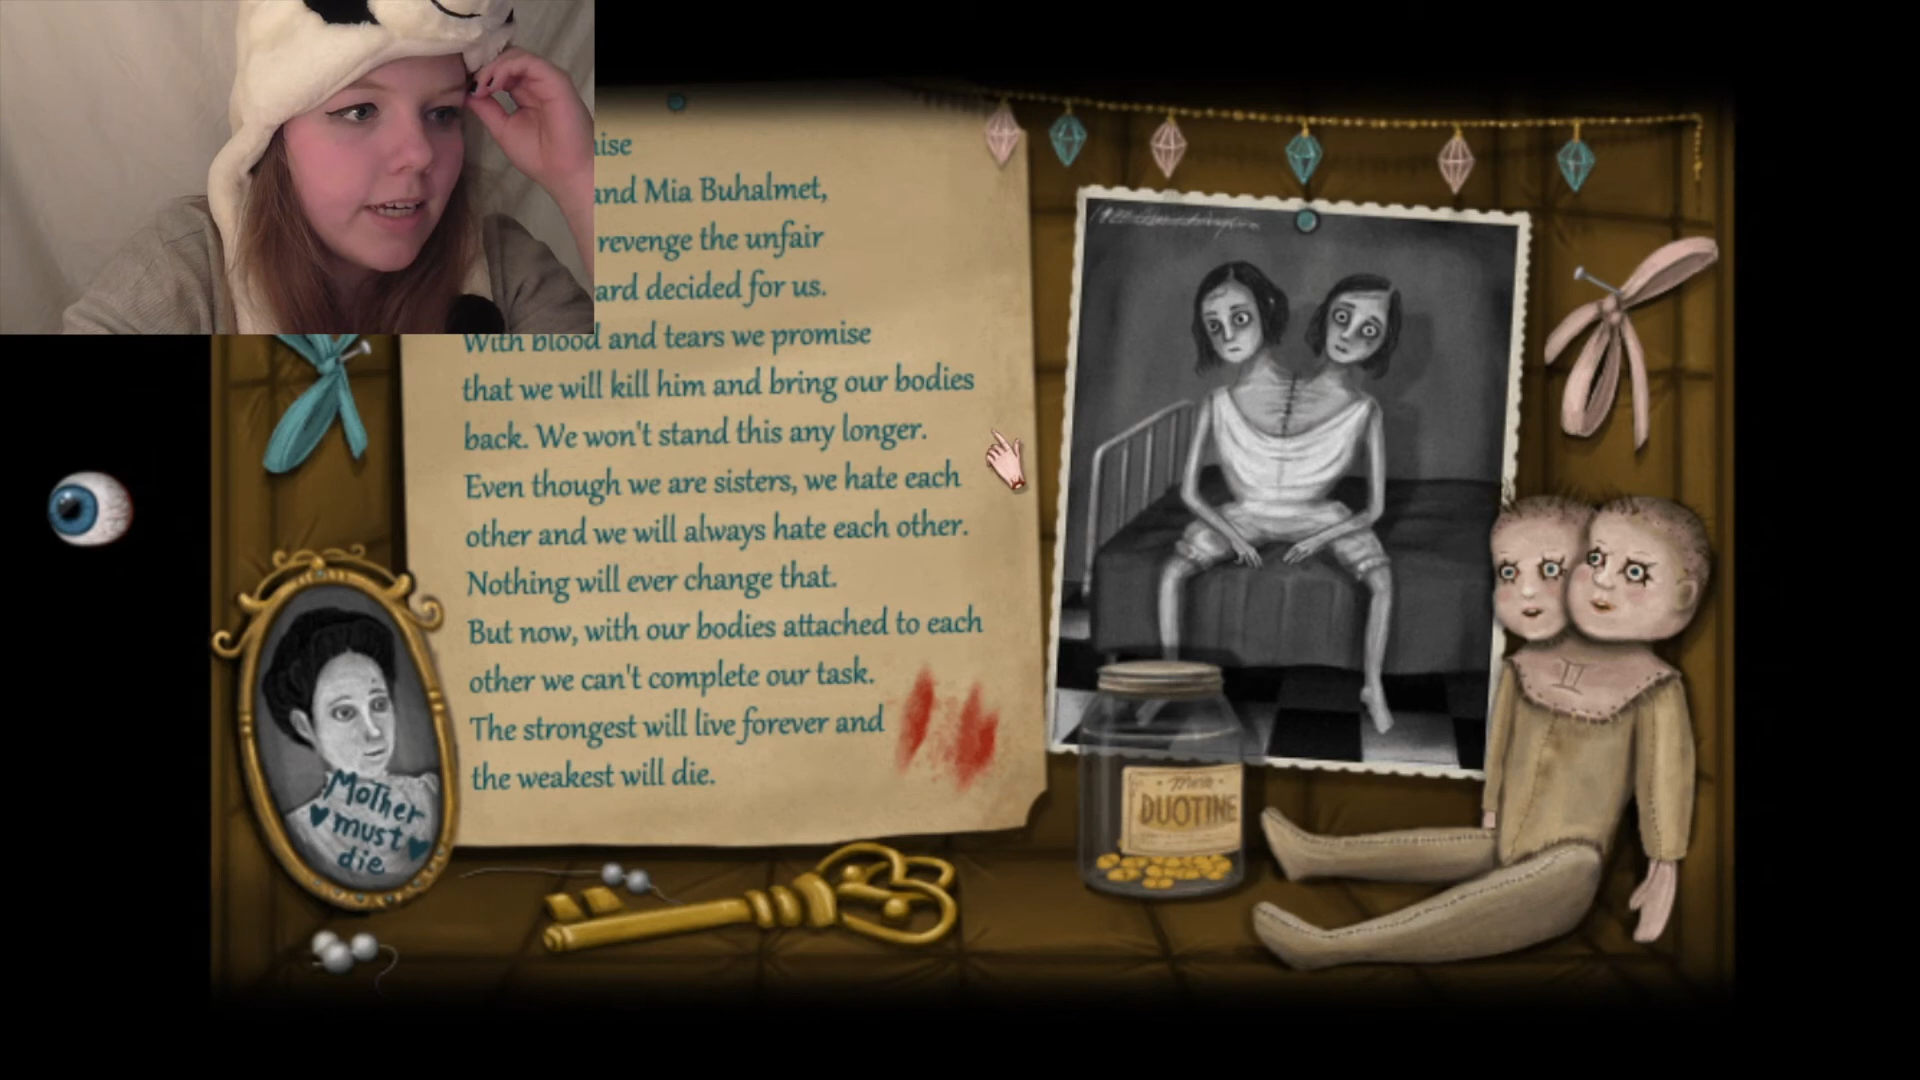 and Mia Buhalmet,
revenge the unfair
decided for us.
With blood and tears we promise
that we will kill him and bring our bodies
back. We won't stand this any longer.
Even though we are sisters, we hate each
other and we will always hate each other.
Nothing will ever change that.
But now, with our bodies attached to each
other we can't complete our task.
The strongest will live forever and
the weakest will die.
Mother
must
die
DUOTINE
II